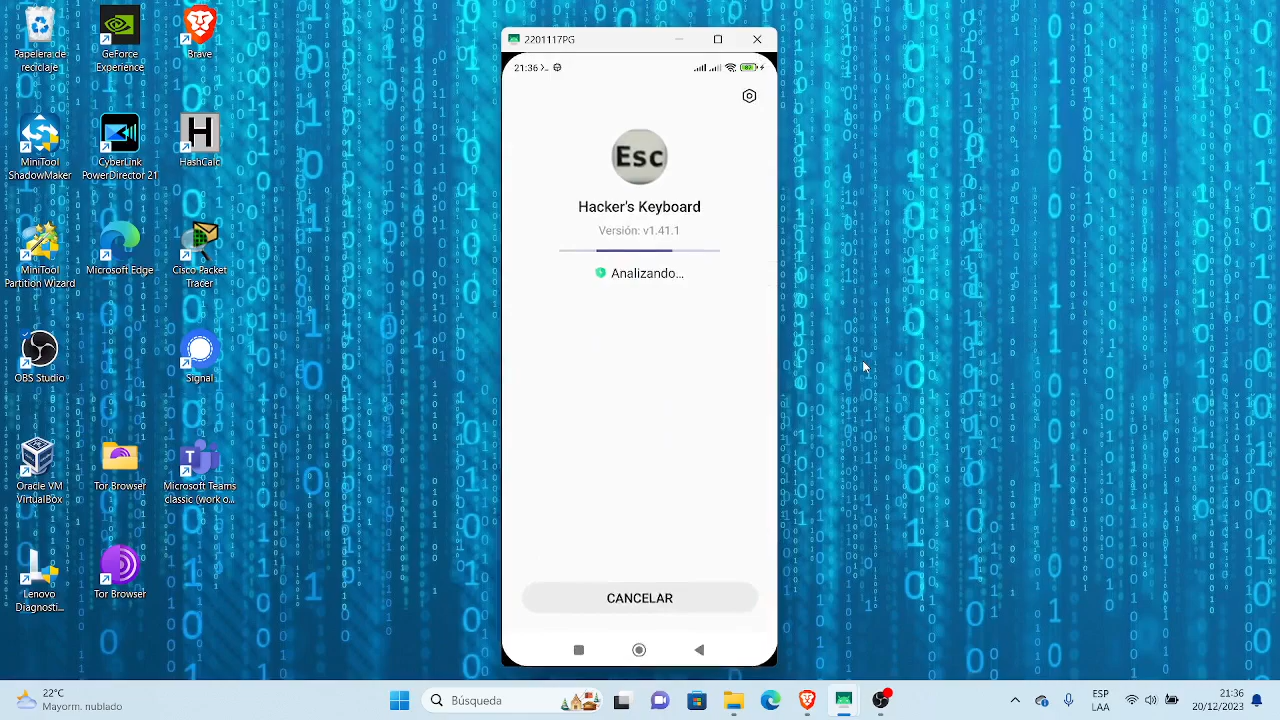 Papelera de
reciclaje
GeForce
Experience
Brave
MiniTool
ShadowMaker
CyberLink
PowerDirector 21
HashCalc
MiniTool
Partition Wizard
Microsoft Edge
Cisco Packet
Tracer
OBS Studio
Signal
Oracle VM
VirtualBox
Tor Browser
Microsoft Teams
classic (work o...
Lenovo
Diagnosti...
Tor Browser
2201117PG
21:36
Esc
Hacker's Keyboard
Versión: v1.41.1
Analizando...
CANCELAR
22°C
Mayorm. nublado
Búsqueda
ESP
LAA
21:36
20/12/2023